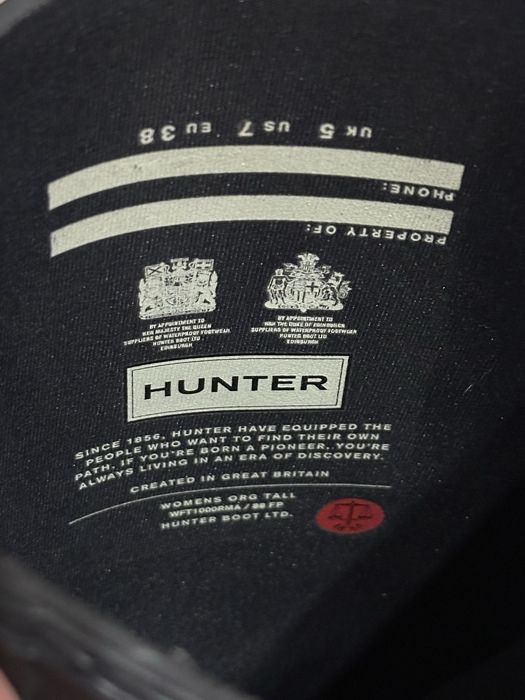 UK 5 US 7 EU 38
PHONE:
PROPERTY OF:
BY APPOINTMENT TO
HER MAJESTY THE QUEEN
SUPPLIERS OF WATERPROOF FOOTWEAR
HUNTER BOOT LTD
EDINBURGH
BY APPOINTMENT TO
HRH THE DUKE OF EDINBURGH
SUPPLIERS OF WATERPROOF FOOTWEAR
HUNTER BOOT LTD
EDINBURGH
HUNTER
SINCE 1856, HUNTER HAVE EQUIPPED THE
PEOPLE WHO WANT TO FIND THEIR OWN
PATH. IF YOU'RE BORN A PIONEER, YOU'RE
ALWAYS LIVING IN AN ERA OF DISCOVERY.
CREATED IN GREAT BRITAIN
WOMENS ORG TALL
WFT1000RMA / 88 FP
HUNTER BOOT LTD.